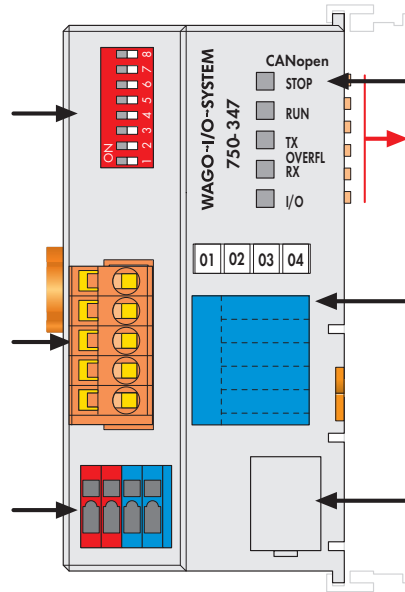 CANopen
STOP
RUN
TX
OVERFL
RX
I/O
WAGO-I/O-SYSTEM
750-347
ON
1 2 3 4 5 6 7 8
01 02 03 04